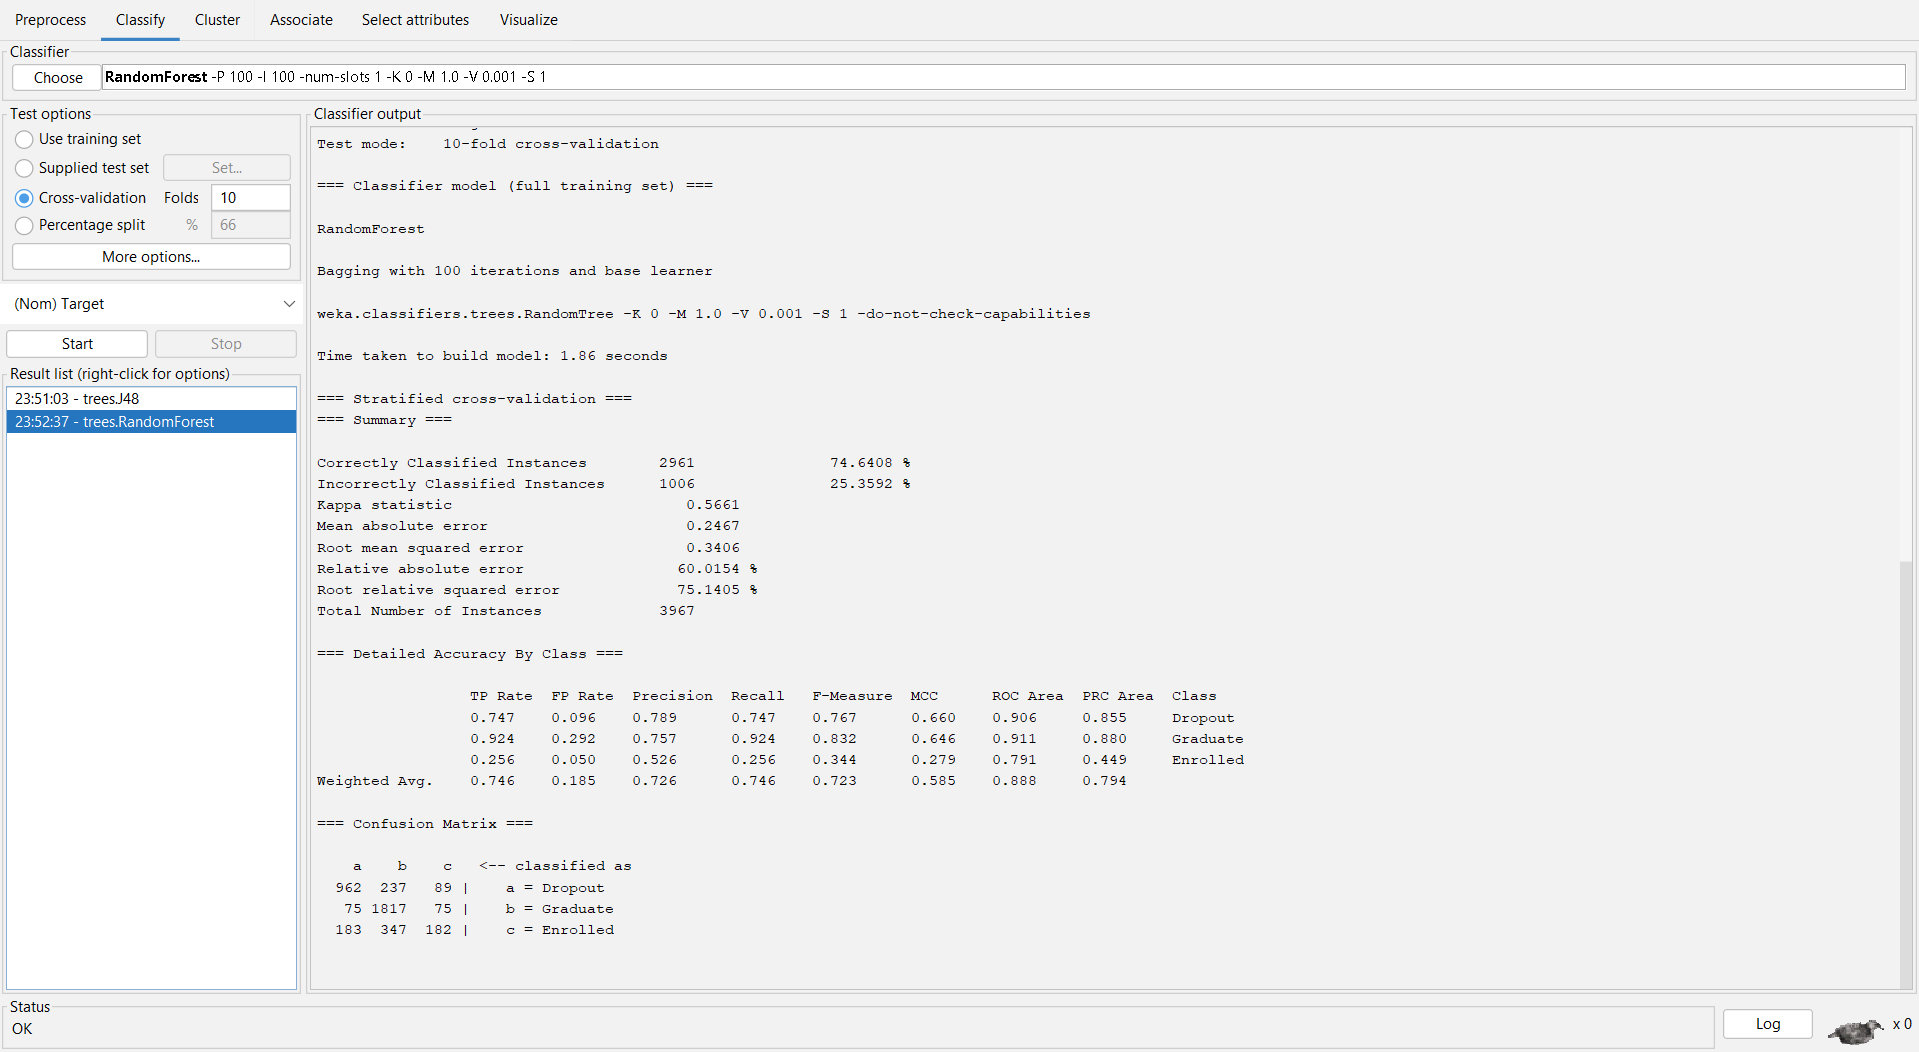 Preprocess Classify Cluster Associate Select attributes Visualize
Classifier
Choose RandomForest -P 100 -I 100 -num-slots 1 -K 0 -M 1.0 -V 0.001 -S 1
Test options
Use training set
Supplied test set Set...
Cross-validation Folds 10
Percentage split % 66
More options...
(Nom) Target
Start Stop
Result list (right-click for options)
23:51:03 - trees.J48
23:52:37 - trees.RandomForest
Classifier output
Test mode: 10-fold cross-validation
=== Classifier model (full training set) ===
RandomForest
Bagging with 100 iterations and base learner
weka.classifiers.trees.RandomTree -K 0 -M 1.0 -V 0.001 -S 1 -do-not-check-capabilities
Time taken to build model: 1.86 seconds
=== Stratified cross-validation ===
=== Summary ===
Correctly Classified Instances 2961 74.6408 %
Incorrectly Classified Instances 1006 25.3592 %
Kappa statistic 0.5661
Mean absolute error 0.2467
Root mean squared error 0.3406
Relative absolute error 60.0154 %
Root relative squared error 75.1405 %
Total Number of Instances 3967
=== Detailed Accuracy By Class ===
TP Rate FP Rate Precision Recall F-Measure MCC ROC Area PRC Area Class
0.747 0.096 0.789 0.747 0.767 0.660 0.906 0.855 Dropout
0.924 0.292 0.757 0.924 0.832 0.646 0.911 0.880 Graduate
0.256 0.050 0.526 0.256 0.344 0.279 0.791 0.449 Enrolled
Weighted Avg. 0.746 0.185 0.726 0.746 0.723 0.585 0.888 0.794
=== Confusion Matrix ===
a b c <-- classified as
962 237 89 | a = Dropout
75 1817 75 | b = Graduate
183 347 182 | c = Enrolled
Status
OK
Log x 0